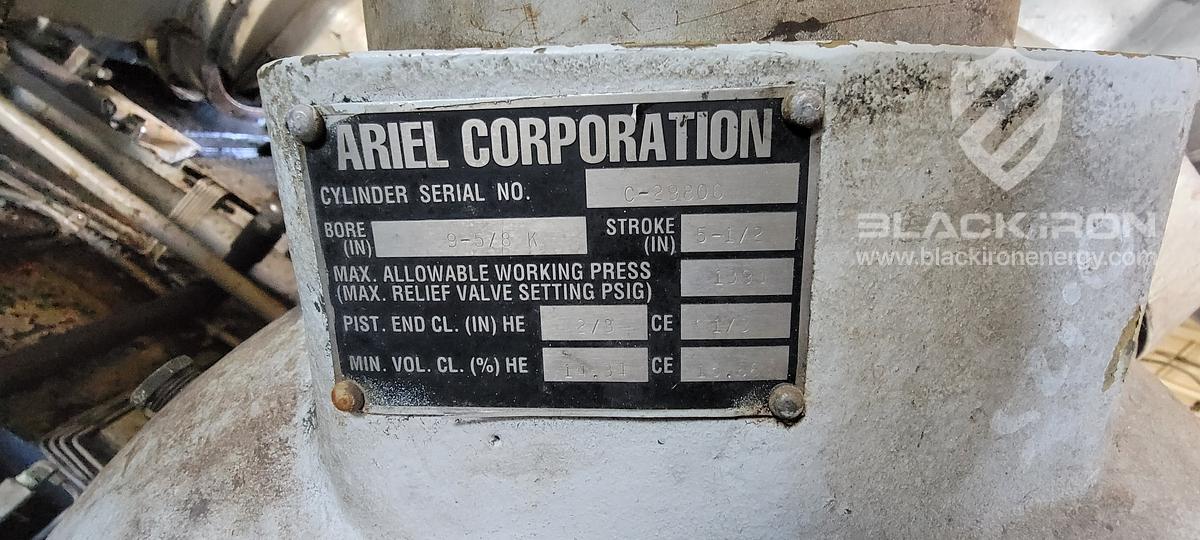 ARIEL CORPORATION
CYLINDER SERIAL NO.
BORE (IN) 9-5/8 K STROKE (IN) 5-1/2
MAX. ALLOWABLE WORKING PRESS
(MAX. RELIEF VALVE SETTING PSIG)
PIST. END CL. (IN) HE CE
MIN. VOL. CL. (%) HE CE
BLACK IRON
www.blackironenergy.com